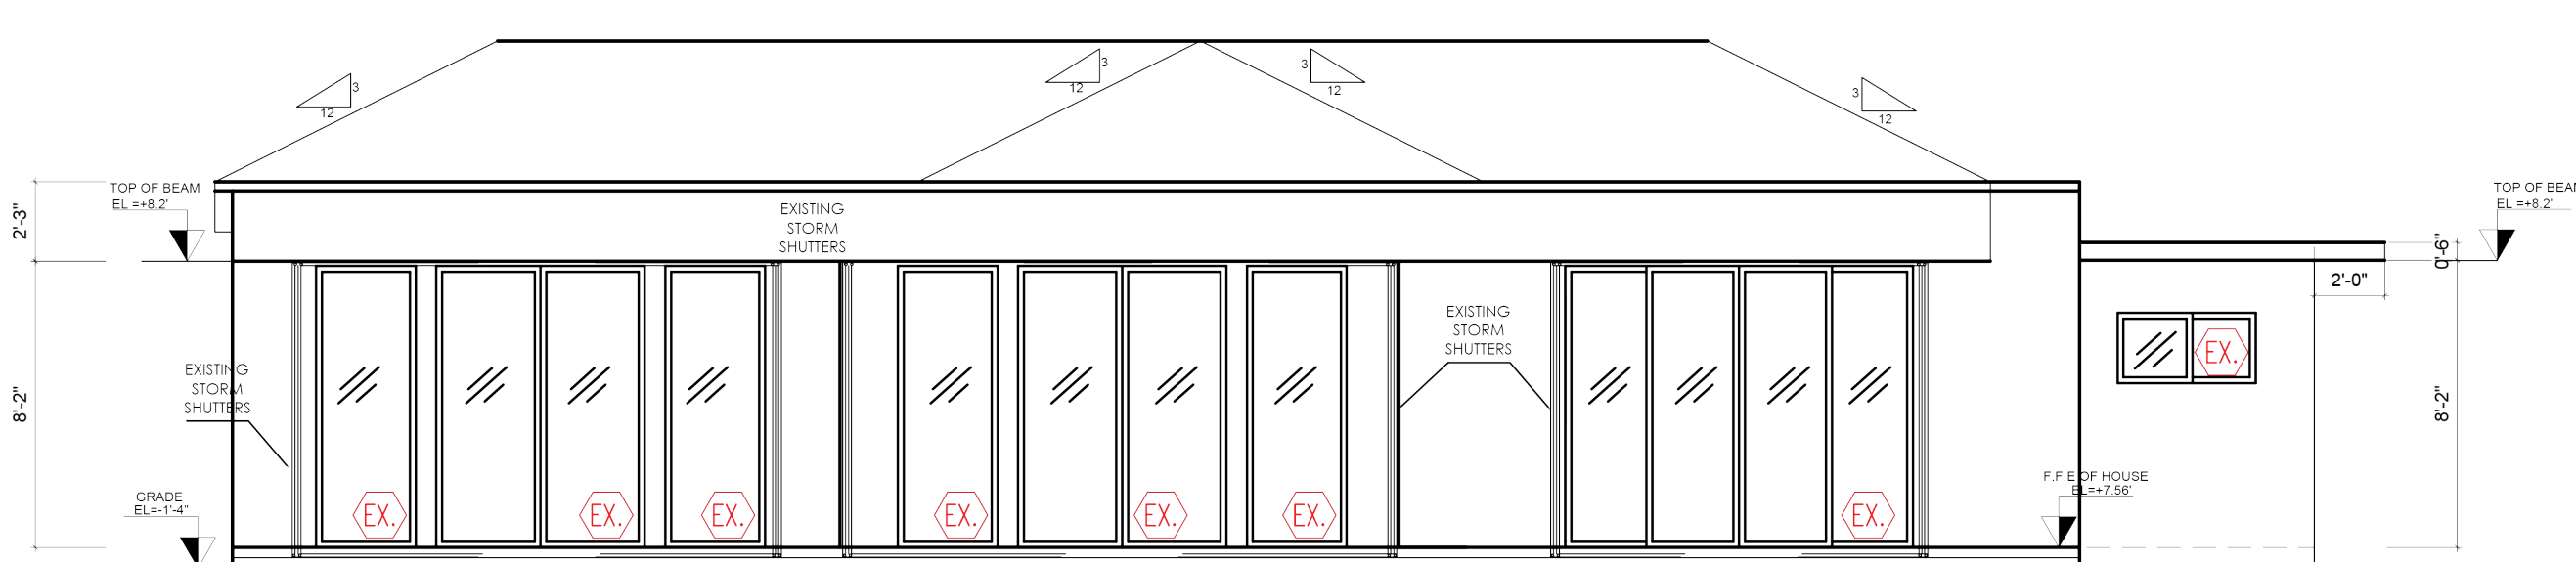 3
12
3
12
3
12
3
12
TOP OF BEAM
EL =+8.2'
2'-3"
EXISTING
STORM
SHUTTERS
TOP OF BEAM
EL =+8.2'
0'-6"
2'-0"
EXISTING
STORM
SHUTTERS
EXISTING
STORM
SHUTTERS
EX.
8'-2"
8'-2"
GRADE
EL=-1'-4"
F.F.E OF HOUSE
EL=+7.56'
EX.
EX.
EX.
EX.
EX.
EX.
EX.